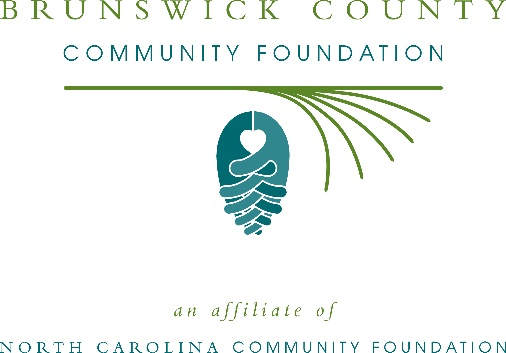 BRUNSWICK COUNTY
COMMUNITY FOUNDATION
an affiliate of
NORTH CAROLINA COMMUNITY FOUNDATION